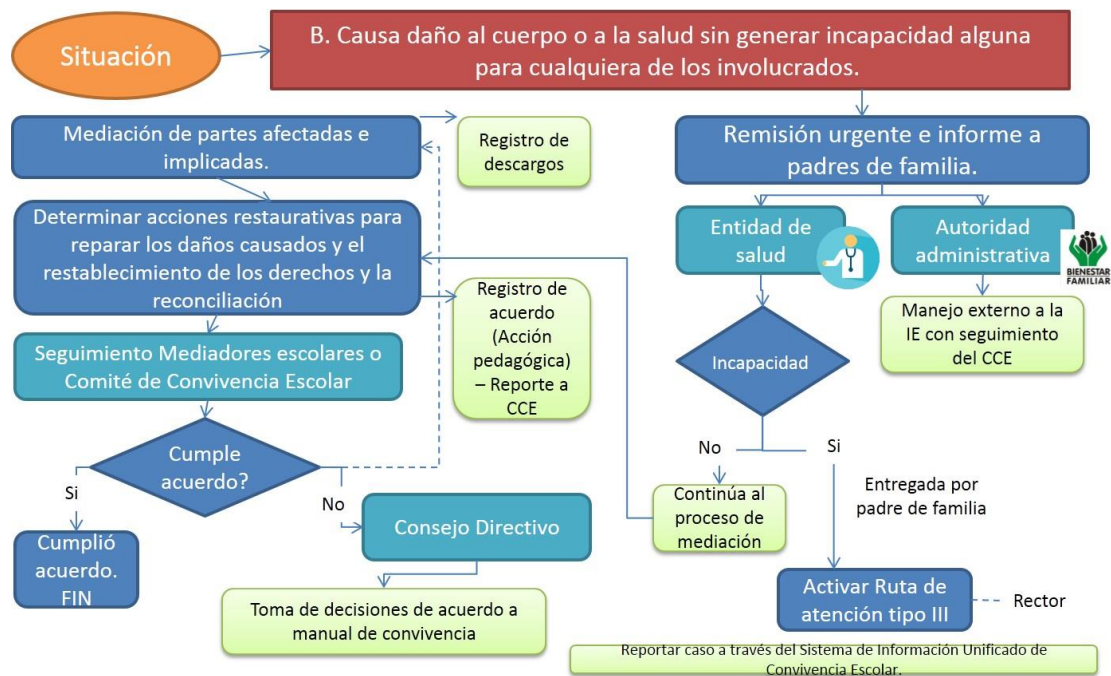 Situación
B. Causa daño al cuerpo o a la salud sin generar incapacidad alguna
para cualquiera de los involucrados.
Mediación de partes afectadas e
implicadas.
Registro de
descargos
Remisión urgente e informe a
padres de familia.
Determinar acciones restaurativas para
reparar los daños causados y el
restablecimiento de los derechos y la
reconciliación
Entidad de
salud
Autoridad
administrativa
BIENESTAR
FAMILIAR
Registro de
acuerdo
(Acción
pedagógica)
– Reporte a
CCE
Manejo externo a la
IE con seguimiento
del CCE
Seguimiento Mediadores escolares o
Comité de Convivencia Escolar
Incapacidad
Cumple
acuerdo?
No
Si
Si
No
Continúa al
proceso de
mediación
Entregada por
padre de familia
Consejo Directivo
Cumplió
acuerdo.
FIN
Toma de decisiones de acuerdo a
manual de convivencia
Activar Ruta de
atención tipo III
Rector
Reportar caso a través del Sistema de Información Unificado de
Convivencia Escolar.